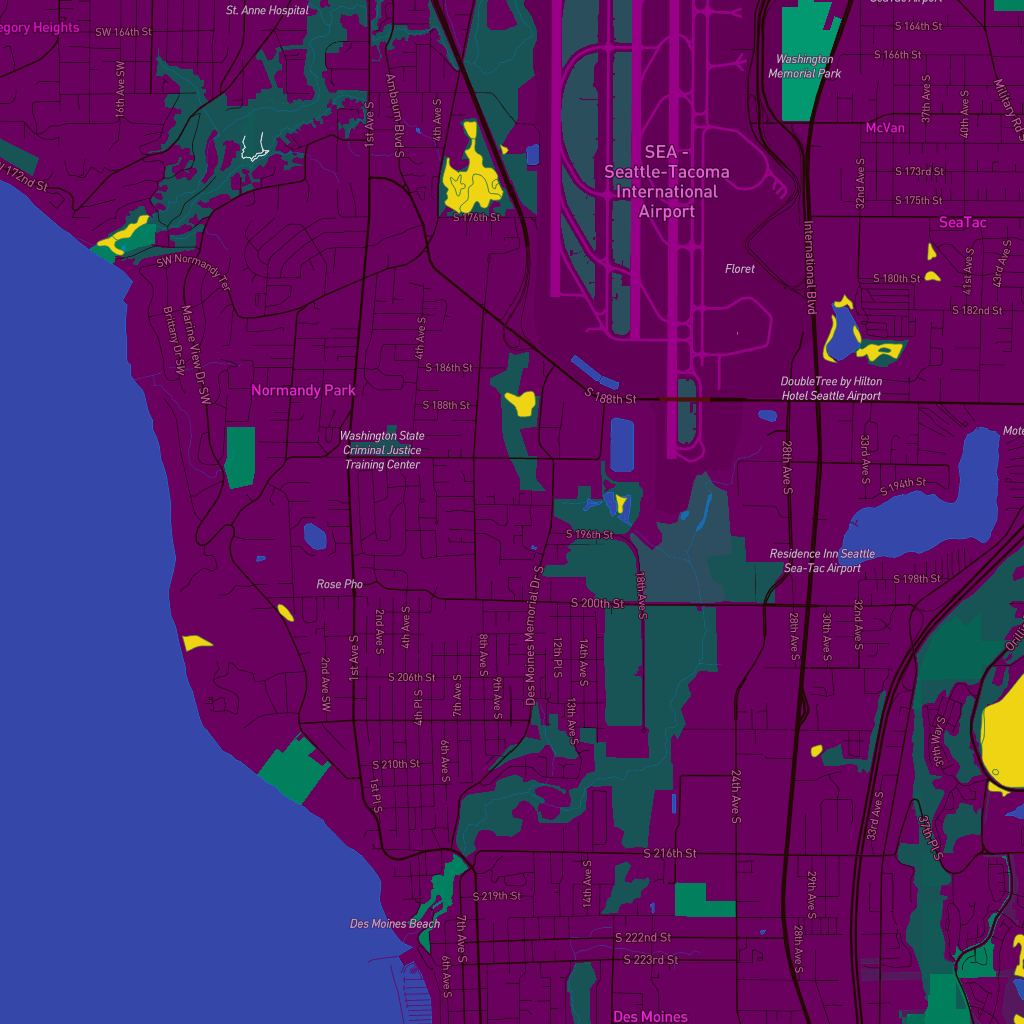 St. Anne Hospital
SeaTac Airport
egory Heights
SW 164th St
S 164th St
S 166th St
Washington
Memorial Park
16th Ave SW
1st Ave S
Ambaum Blvd S
4th Ave S
37th Ave S
40th Ave S
Military Rd S
McVan
SEA -
Seattle-Tacoma
International
Airport
S 173rd St
W 172nd St
32nd Ave S
S 175th St
S 176th St
SeaTac
SW Normandy Ter
International Blvd
Floret
41st Ave S
43rd Ave S
S 180th St
S 182nd St
Marine View Dr SW
Brittany Dr SW
4th Ave S
S 186th St
Normandy Park
S 188th St
S 188th St
DoubleTree by Hilton
Hotel Seattle Airport
Washington State
Criminal Justice
Training Center
Mote
28th Ave S
33rd Ave S
S 194th St
S 196th St
Residence Inn Seattle
Sea-Tac Airport
Rose Pho
18th Ave S
S 198th St
S 200th St
Des Moines Memorial Dr S
2nd Ave S
4th Ave S
28th Ave S
30th Ave S
32nd Ave S
1st Ave S
8th Ave S
12th Pl S
14th Ave S
Orilli
2nd Ave SW
S 206th St
4th Pl S
7th Ave S
9th Ave S
13th Ave S
36th Way S
S 210th St
6th Ave S
1st Pl S
24th Ave S
33rd Ave S
37th Pl S
S 216th St
14th Ave S
29th Ave S
S 219th St
Des Moines Beach
7th Ave S
S 222nd St
28th Ave S
S 223rd St
6th Ave S
Des Moines